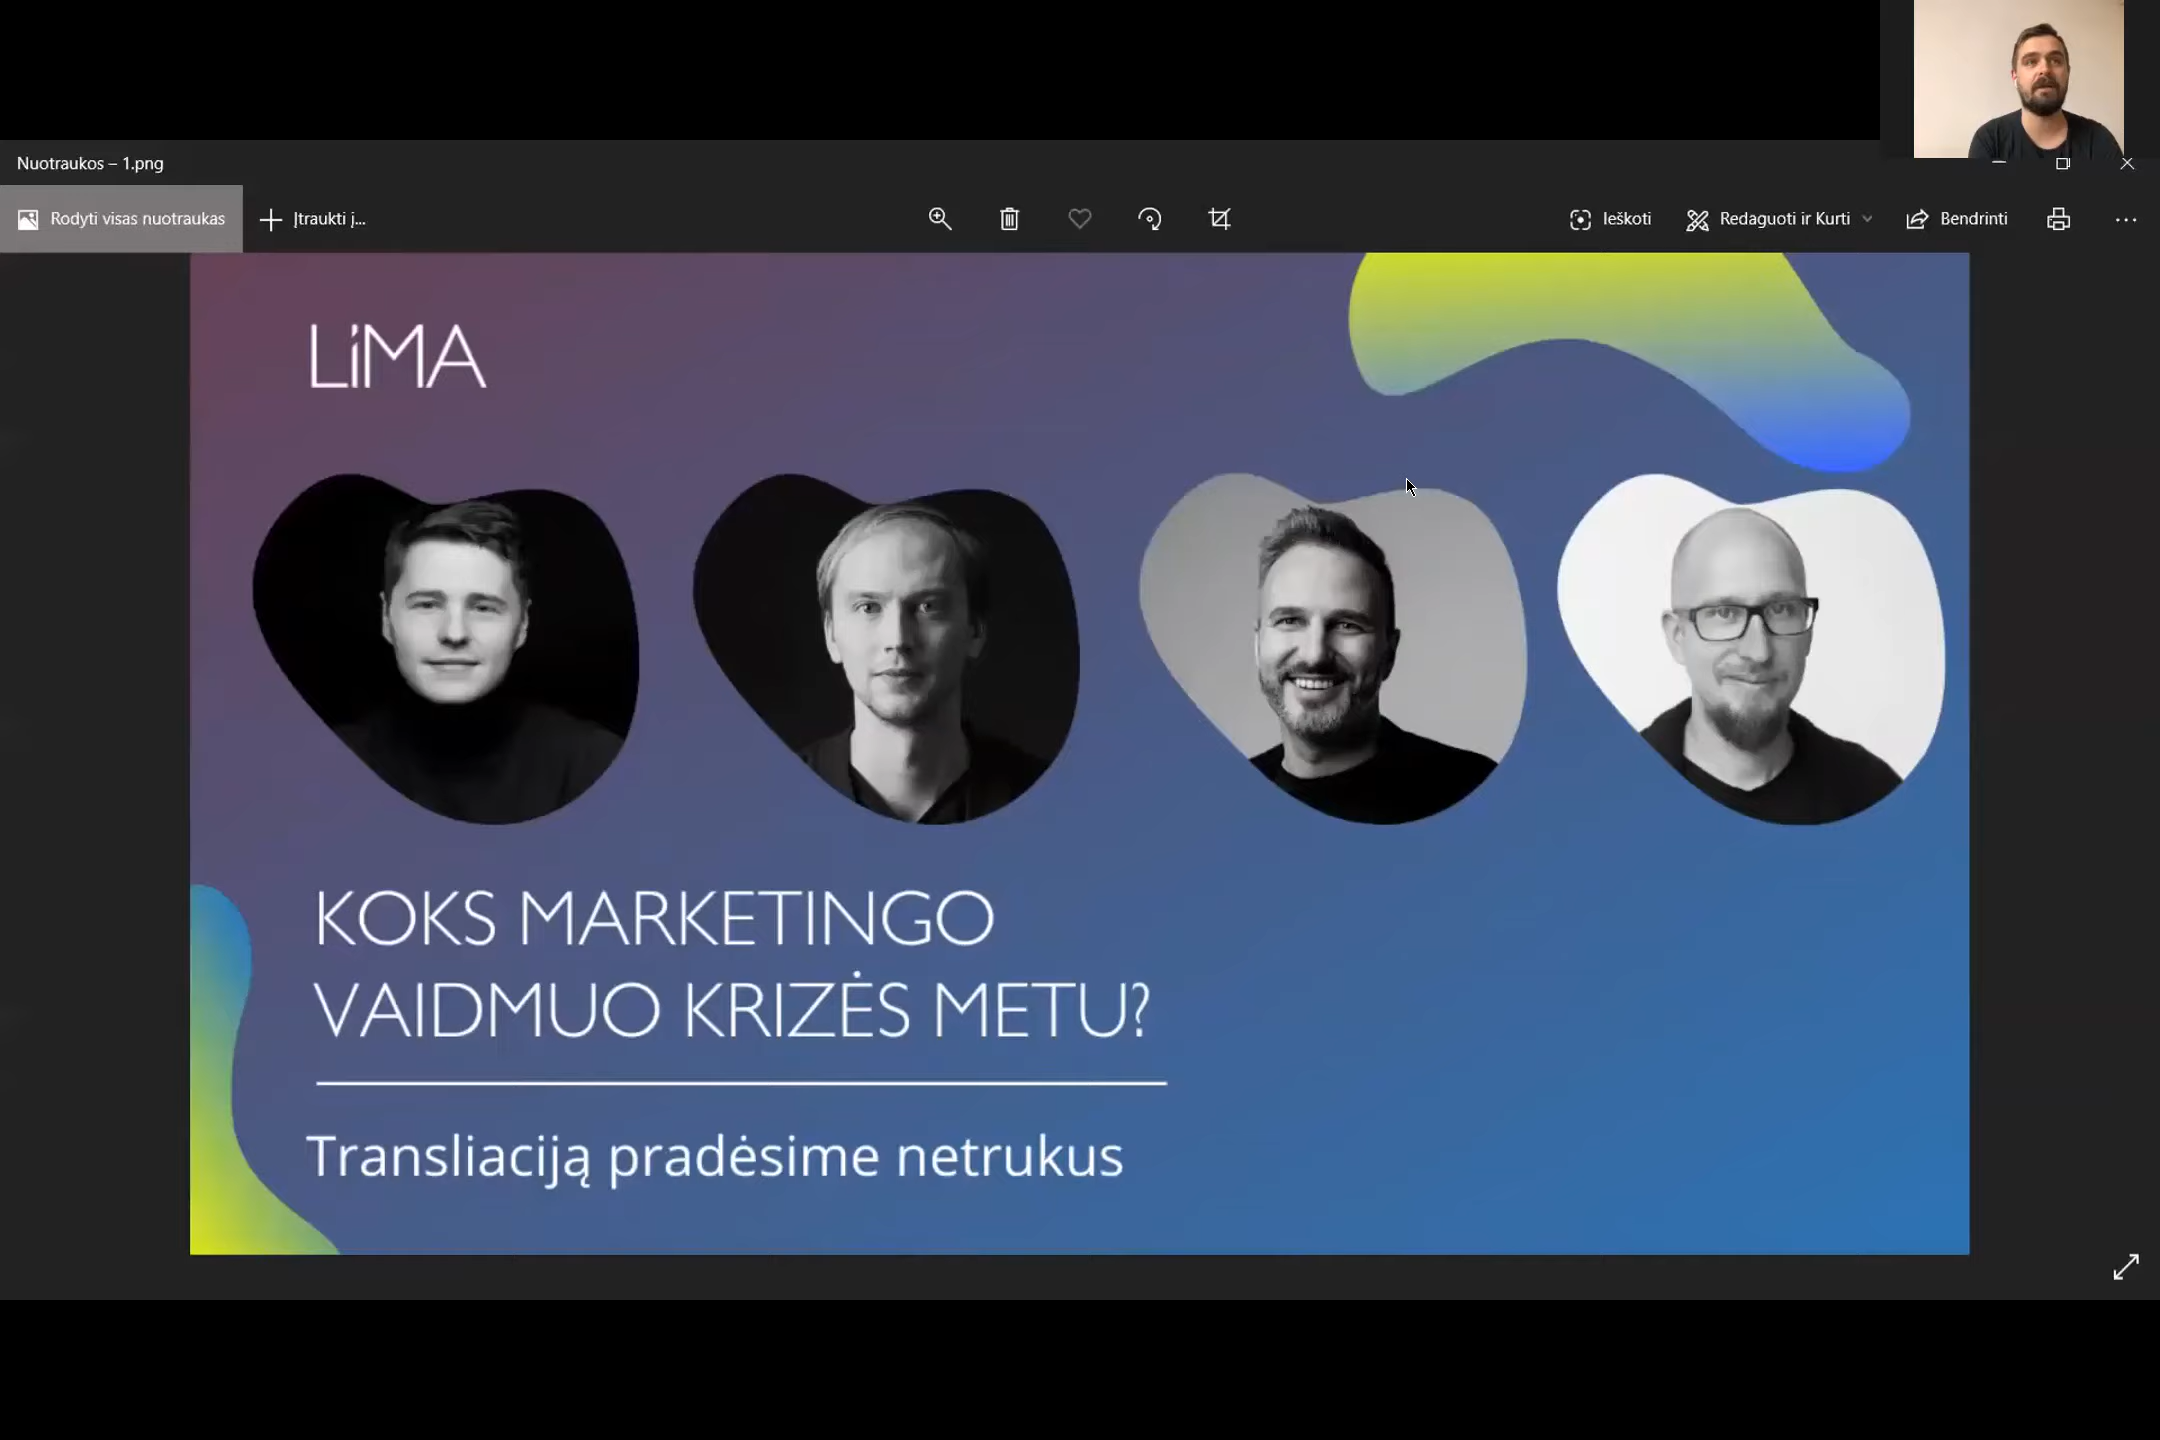 Nuotraukos – 1.png
Rodyti visas nuotraukas
Įtraukti į...
Ieškoti
Redaguoti ir Kurti
Bendrinti
LiMA
KOKS MARKETINGO
VAIDMUO KRIZĖS METU?
Transliaciją pradėsime netrukus